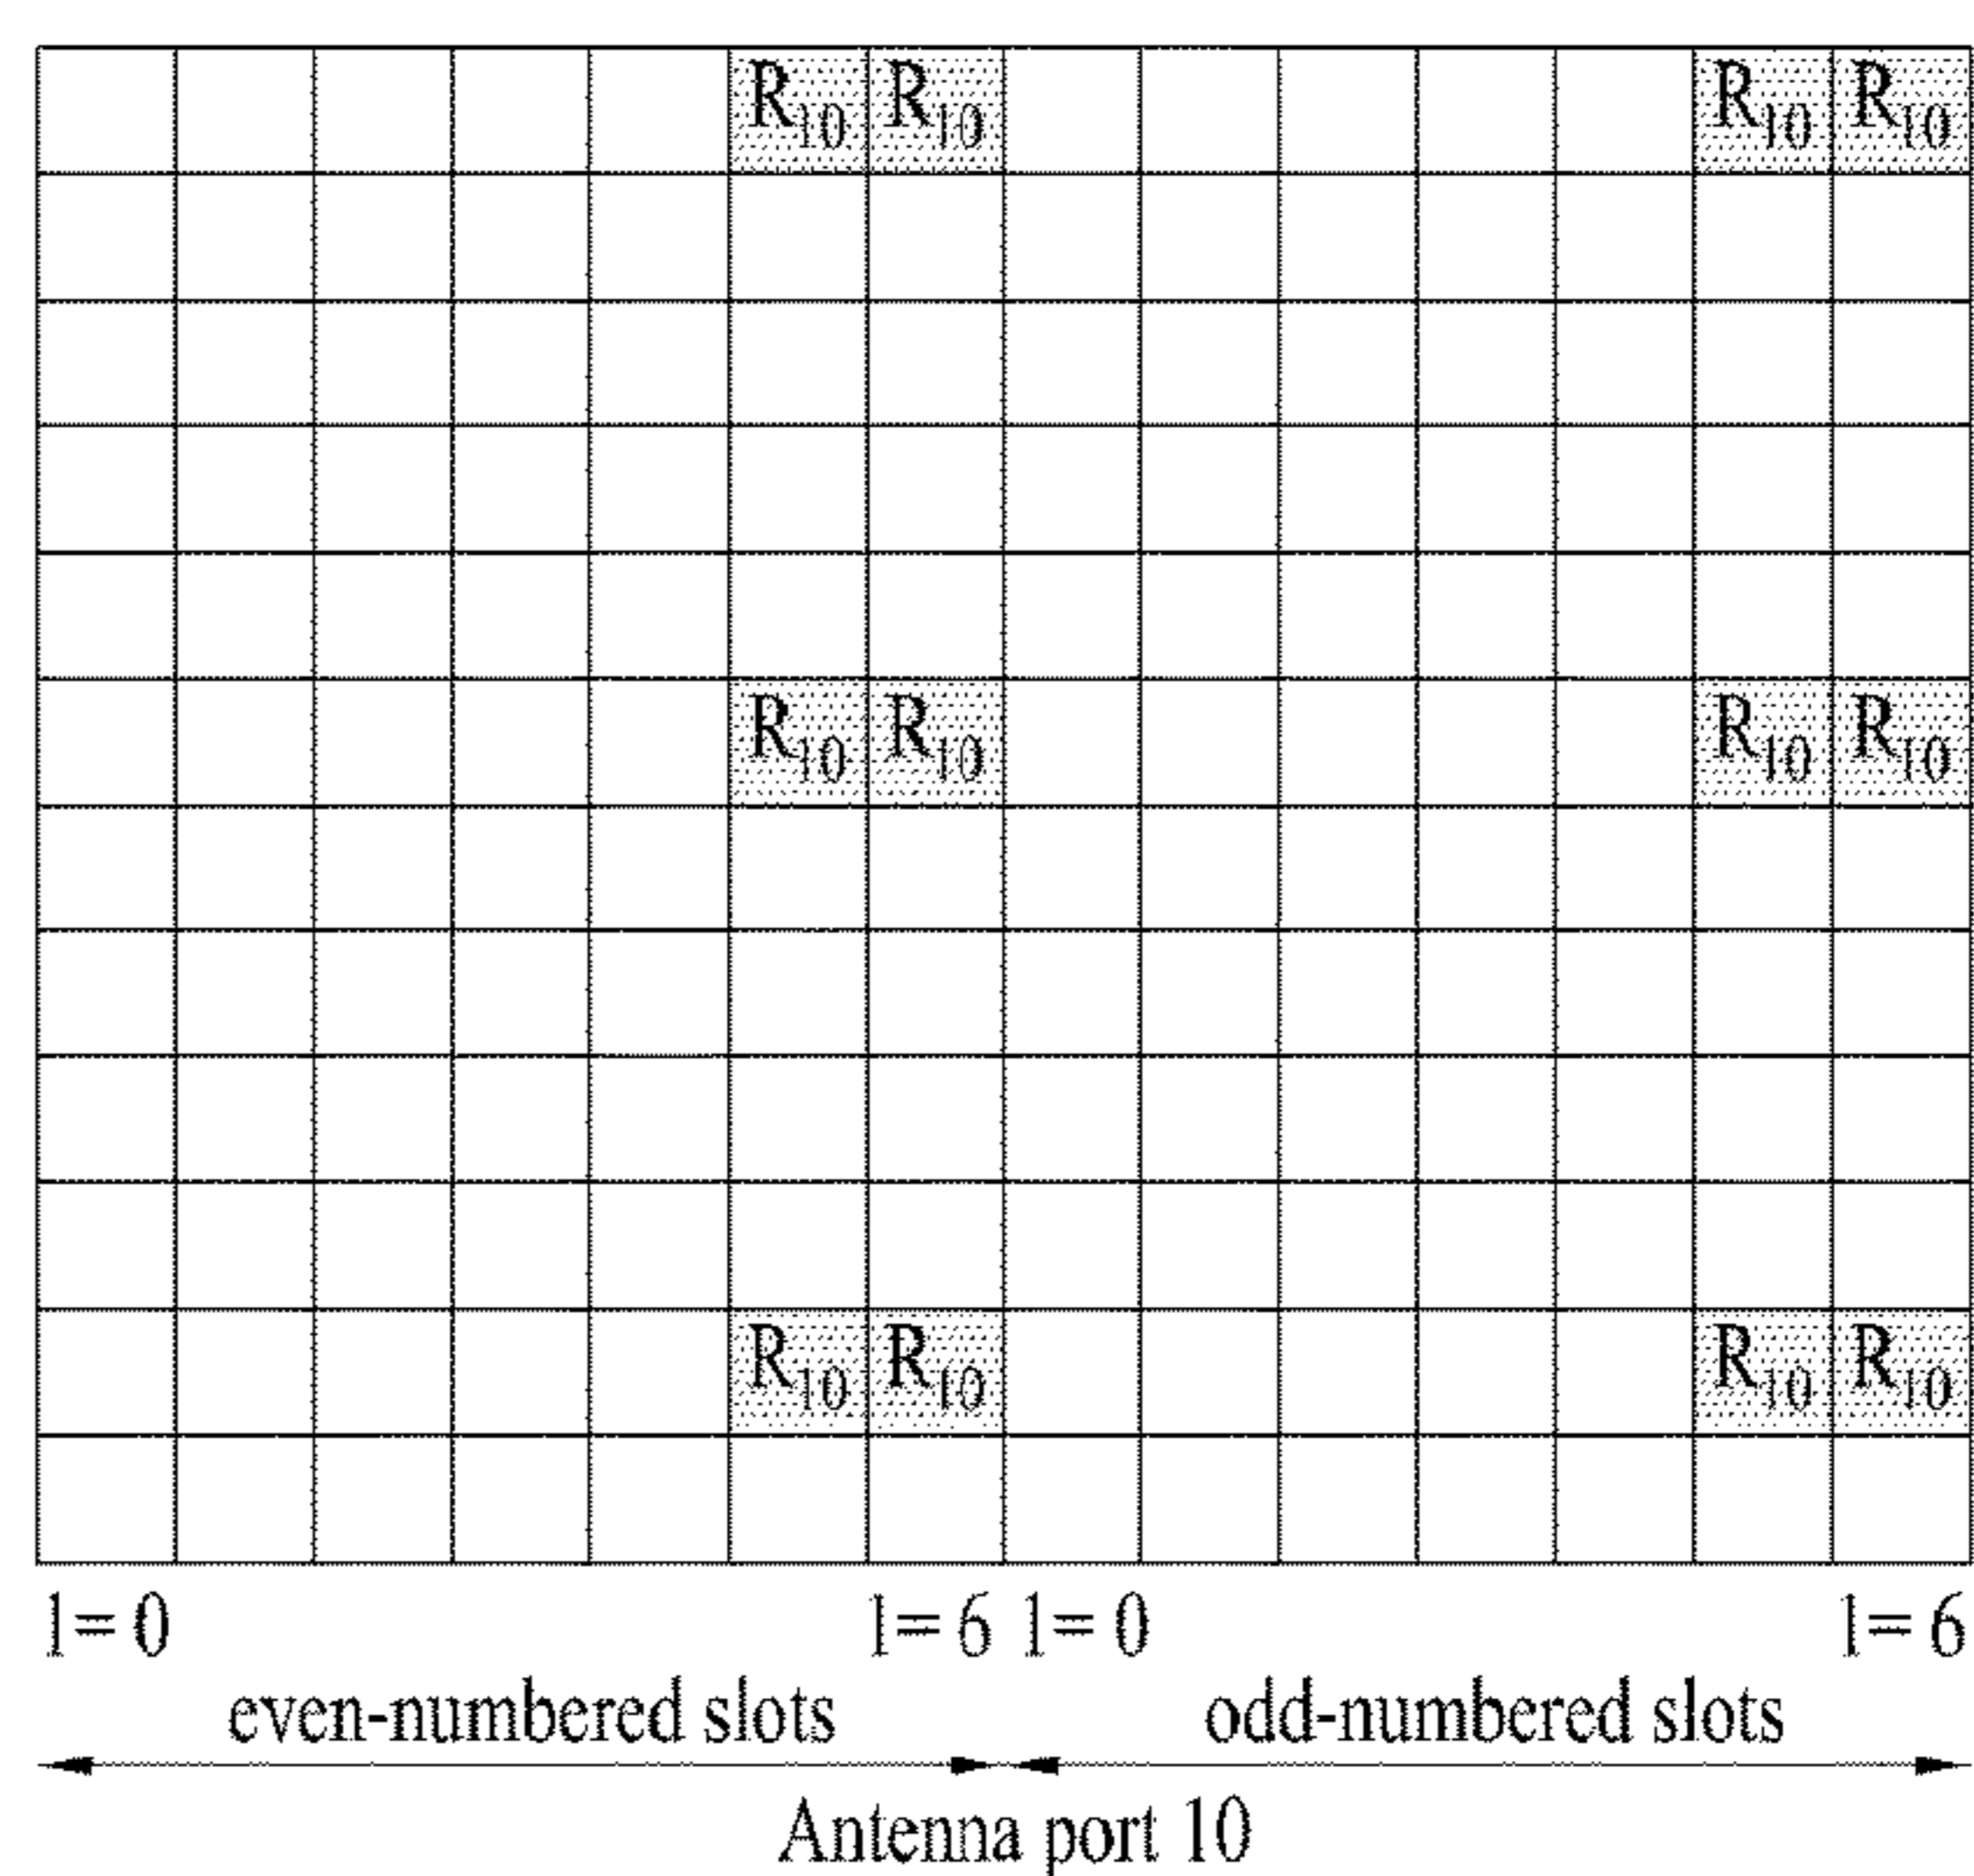 R10 R10 R10 R10
R10 R10 R10 R10
R10 R10 R10 R10
l= 0 l= 6 l= 0 l= 6
even-numbered slots odd-numbered slots
Antenna port 10